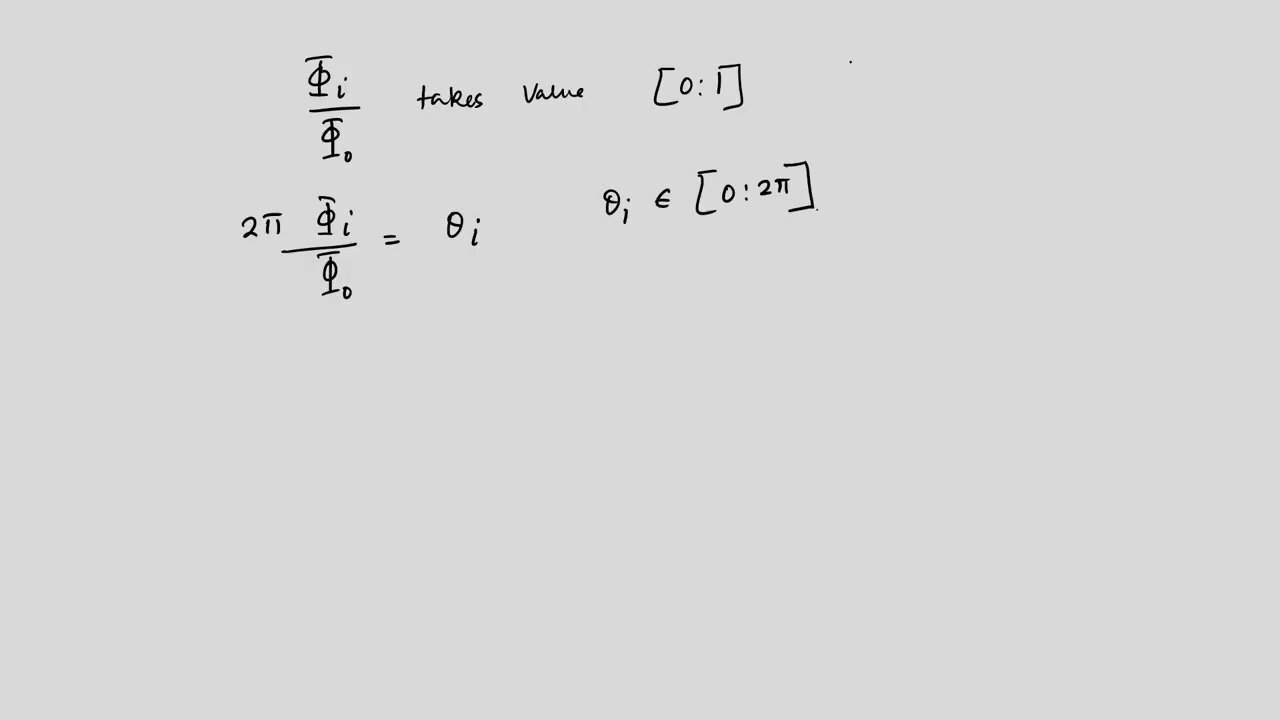 Φi/Φ0 takes value [0:1]
2π Φi/Φ0 = θi θi ∈ [0:2π]